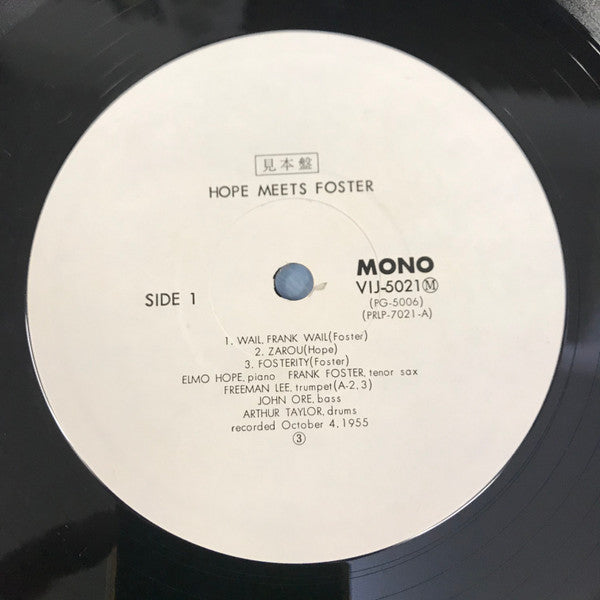 見本盤
HOPE MEETS FOSTER
MONO
SIDE 1
VIJ-5021Ⓜ
(PG-5006)
(PRLP-7021-A)
1. WAIL, FRANK WAIL(Foster)
2. ZAROU(Hope)
3. FOSTERITY(Foster)
ELMO HOPE, piano FRANK FOSTER, tenor sax
FREEMAN LEE, trumpet(A-2, 3)
JOHN ORE, bass
ARTHUR TAYLOR, drums
recorded October 4, 1955
③